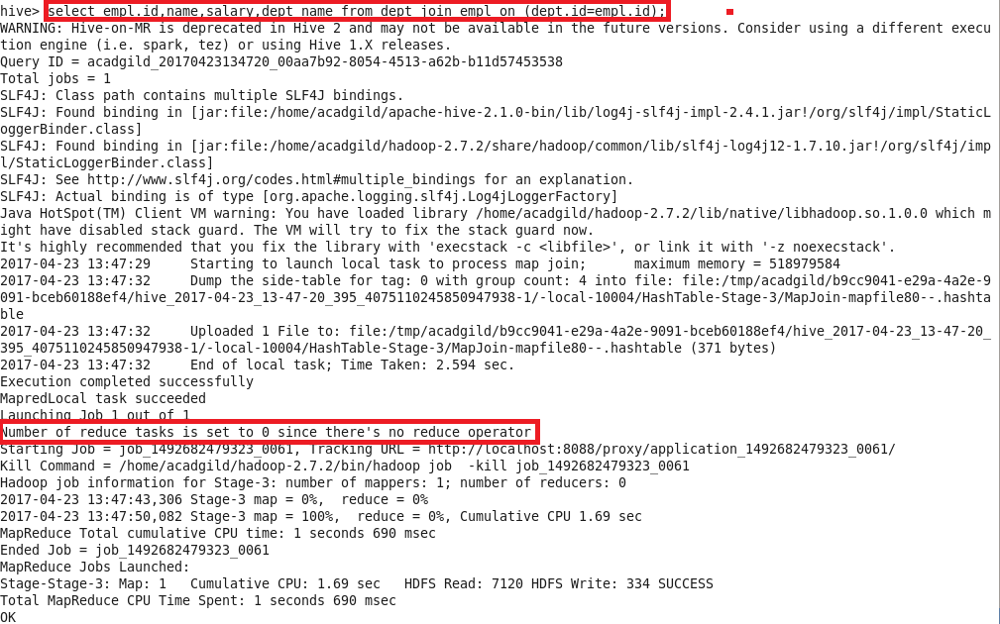 hive> select empl.id,name,salary,dept_name from dept join empl on (dept.id=empl.id);
WARNING: Hive-on-MR is deprecated in Hive 2 and may not be available in the future versions. Consider using a different execu
tion engine (i.e. spark, tez) or using Hive 1.X releases.
Query ID = acadgild_20170423134720_00aa7b92-8054-4513-a62b-b11d57453538
Total jobs = 1
SLF4J: Class path contains multiple SLF4J bindings.
SLF4J: Found binding in [jar:file:/home/acadgild/apache-hive-2.1.0-bin/lib/log4j-slf4j-impl-2.4.1.jar!/org/slf4j/impl/StaticL
oggerBinder.class]
SLF4J: Found binding in [jar:file:/home/acadgild/hadoop-2.7.2/share/hadoop/common/lib/slf4j-log4j12-1.7.10.jar!/org/slf4j/imp
l/StaticLoggerBinder.class]
SLF4J: See http://www.slf4j.org/codes.html#multiple_bindings for an explanation.
SLF4J: Actual binding is of type [org.apache.logging.slf4j.Log4jLoggerFactory]
Java HotSpot(TM) Client VM warning: You have loaded library /home/acadgild/hadoop-2.7.2/lib/native/libhadoop.so.1.0.0 which m
ight have disabled stack guard. The VM will try to fix the stack guard now.
It's highly recommended that you fix the library with 'execstack -c <libfile>', or link it with '-z noexecstack'.
2017-04-23 13:47:29     Starting to launch local task to process map join;      maximum memory = 518979584
2017-04-23 13:47:32     Dump the side-table for tag: 0 with group count: 4 into file: file:/tmp/acadgild/b9cc9041-e29a-4a2e-9
091-bceb60188ef4/hive_2017-04-23_13-47-20_395_4075110245850947938-1/-local-10004/HashTable-Stage-3/MapJoin-mapfile80--.hashta
ble
2017-04-23 13:47:32     Uploaded 1 File to: file:/tmp/acadgild/b9cc9041-e29a-4a2e-9091-bceb60188ef4/hive_2017-04-23_13-47-20_
395_4075110245850947938-1/-local-10004/HashTable-Stage-3/MapJoin-mapfile80--.hashtable (371 bytes)
2017-04-23 13:47:32     End of local task; Time Taken: 2.594 sec.
Execution completed successfully
MapredLocal task succeeded
Launching Job 1 out of 1
Number of reduce tasks is set to 0 since there's no reduce operator
Starting Job = job_1492682479323_0061, Tracking URL = http://localhost:8088/proxy/application_1492682479323_0061/
Kill Command = /home/acadgild/hadoop-2.7.2/bin/hadoop job  -kill job_1492682479323_0061
Hadoop job information for Stage-3: number of mappers: 1; number of reducers: 0
2017-04-23 13:47:43,306 Stage-3 map = 0%,  reduce = 0%
2017-04-23 13:47:50,082 Stage-3 map = 100%,  reduce = 0%, Cumulative CPU 1.69 sec
MapReduce Total cumulative CPU time: 1 seconds 690 msec
Ended Job = job_1492682479323_0061
MapReduce Jobs Launched:
Stage-Stage-3: Map: 1   Cumulative CPU: 1.69 sec   HDFS Read: 7120 HDFS Write: 334 SUCCESS
Total MapReduce CPU Time Spent: 1 seconds 690 msec
OK